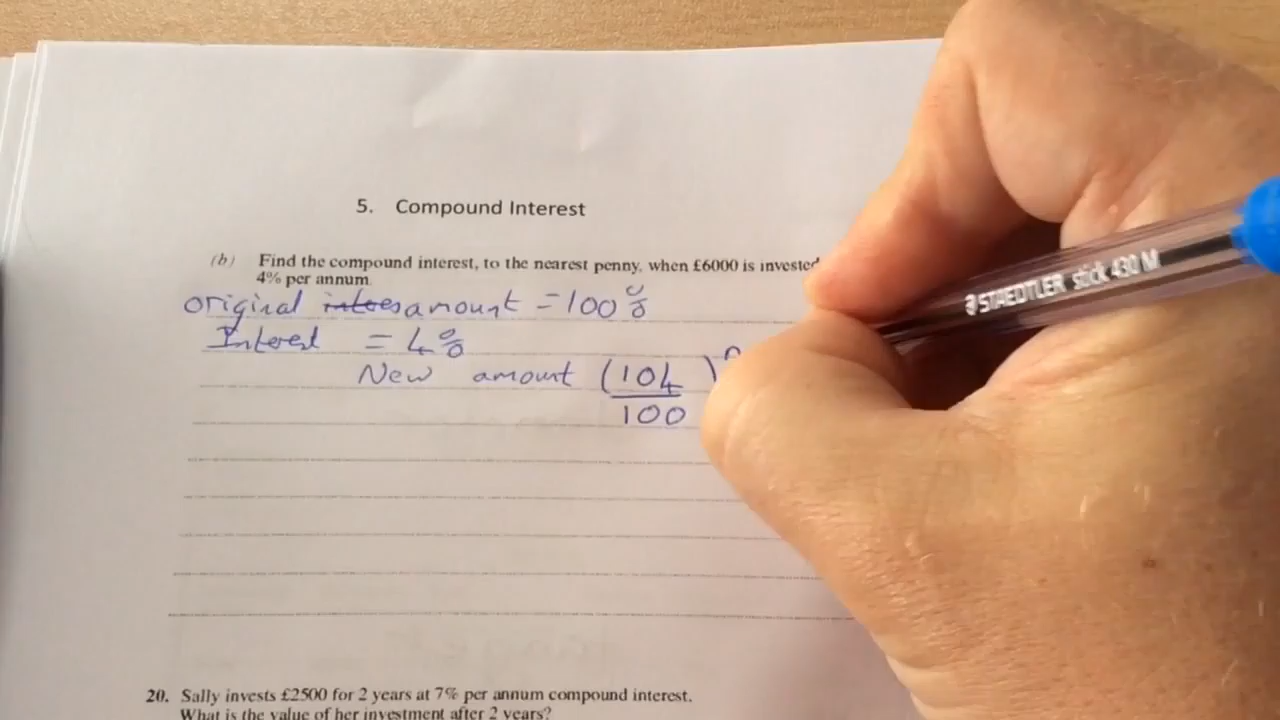 5. Compound Interest
(b) Find the compound interest, to the nearest penny, when £6000 is invested
4% per annum
original intres amount = 100%
Interest = 4%
New amount (104)n
100
STAEDTLER stick 430 M
20. Sally invests £2500 for 2 years at 7% per annum compound interest.
What is the value of her investment after 2 years?